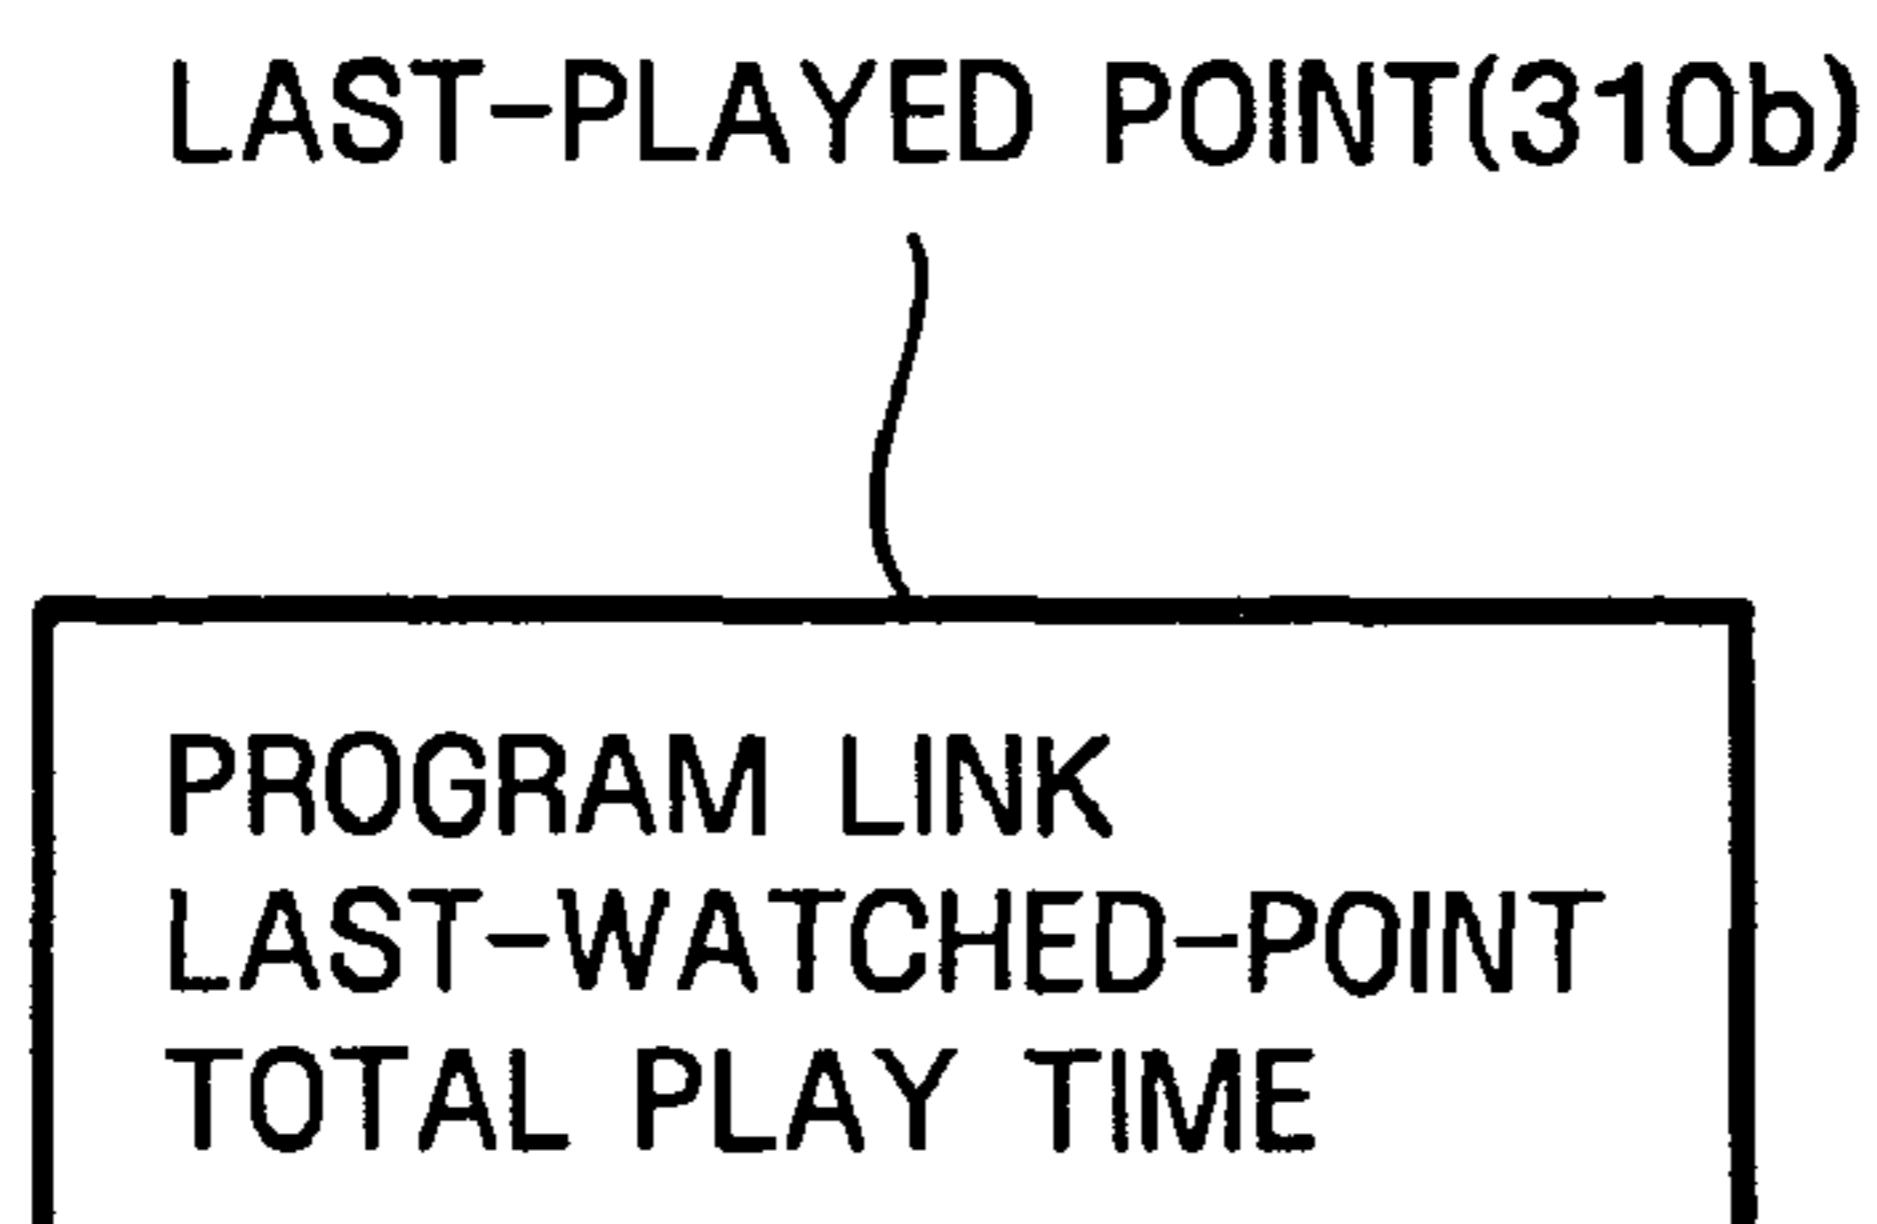 LAST-PLAYED POINT(310b)
PROGRAM LINK
LAST-WATCHED-POINT
TOTAL PLAY TIME